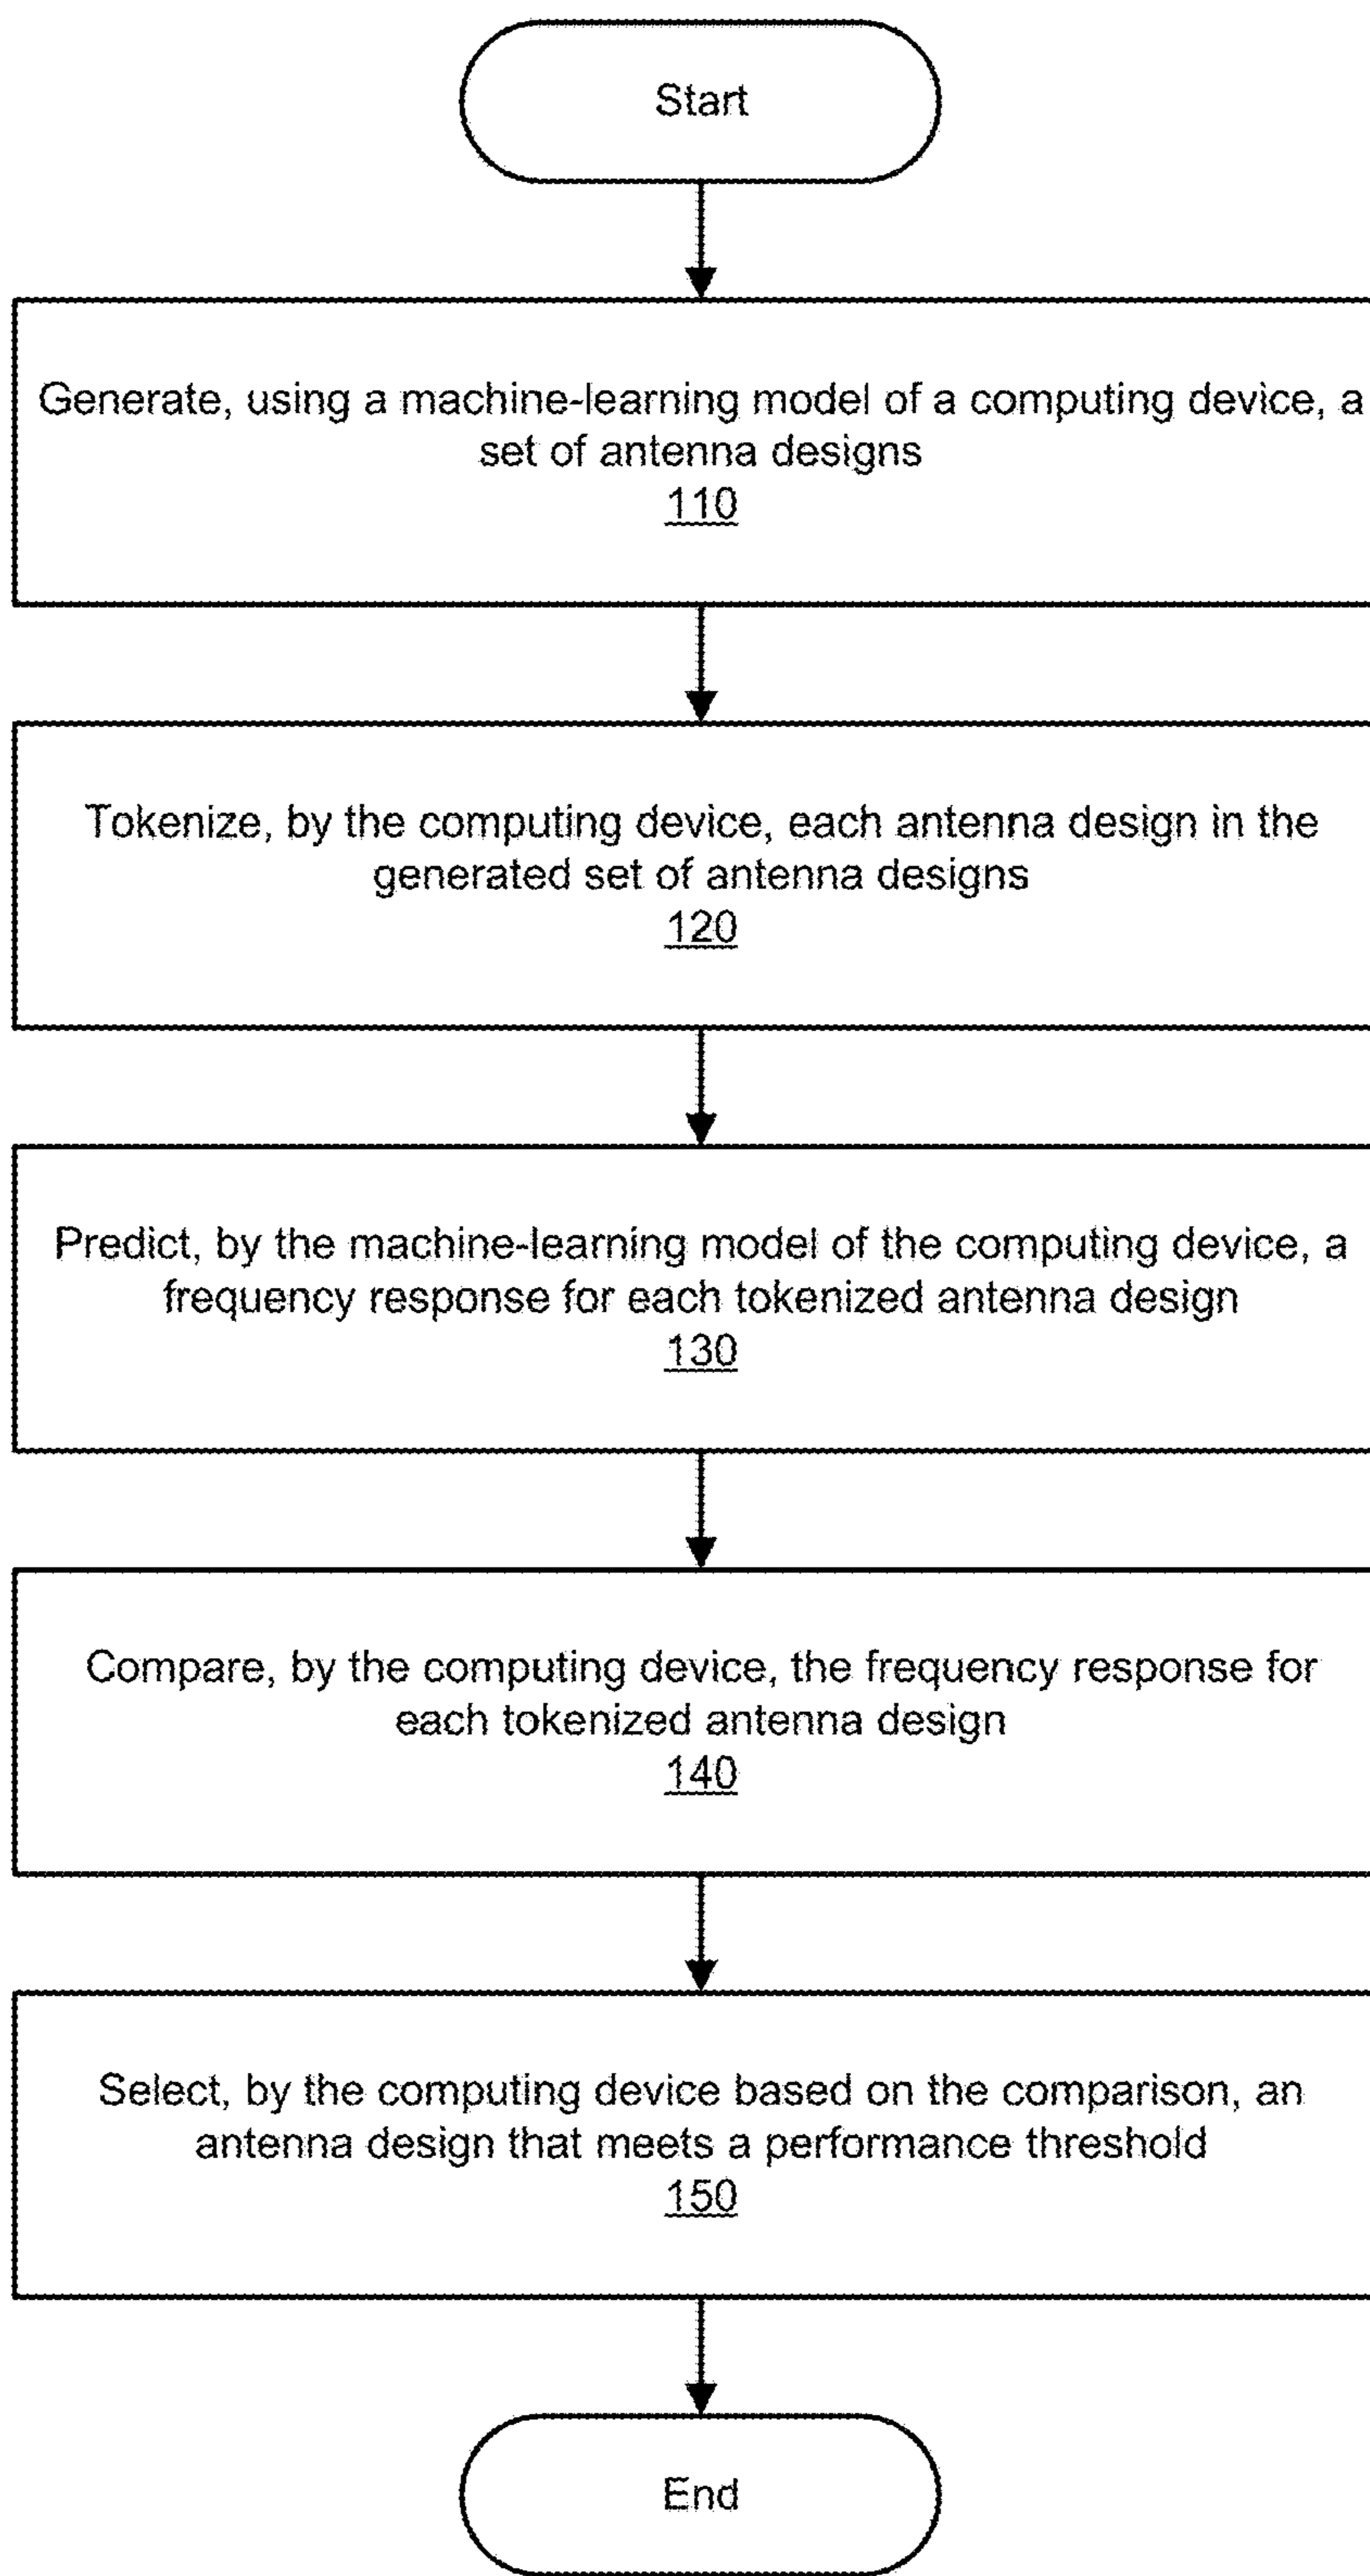 Start
Generate, using a machine-learning model of a computing device, a
set of antenna designs
110
Tokenize, by the computing device, each antenna design in the
generated set of antenna designs
120
Predict, by the machine-learning model of the computing device, a
frequency response for each tokenized antenna design
130
Compare, by the computing device, the frequency response for
each tokenized antenna design
140
Select, by the computing device based on the comparison, an
antenna design that meets a performance threshold
150
End